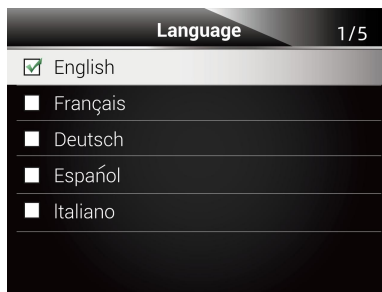 Language 1/5
English
Français
Deutsch
Espańol
Italiano